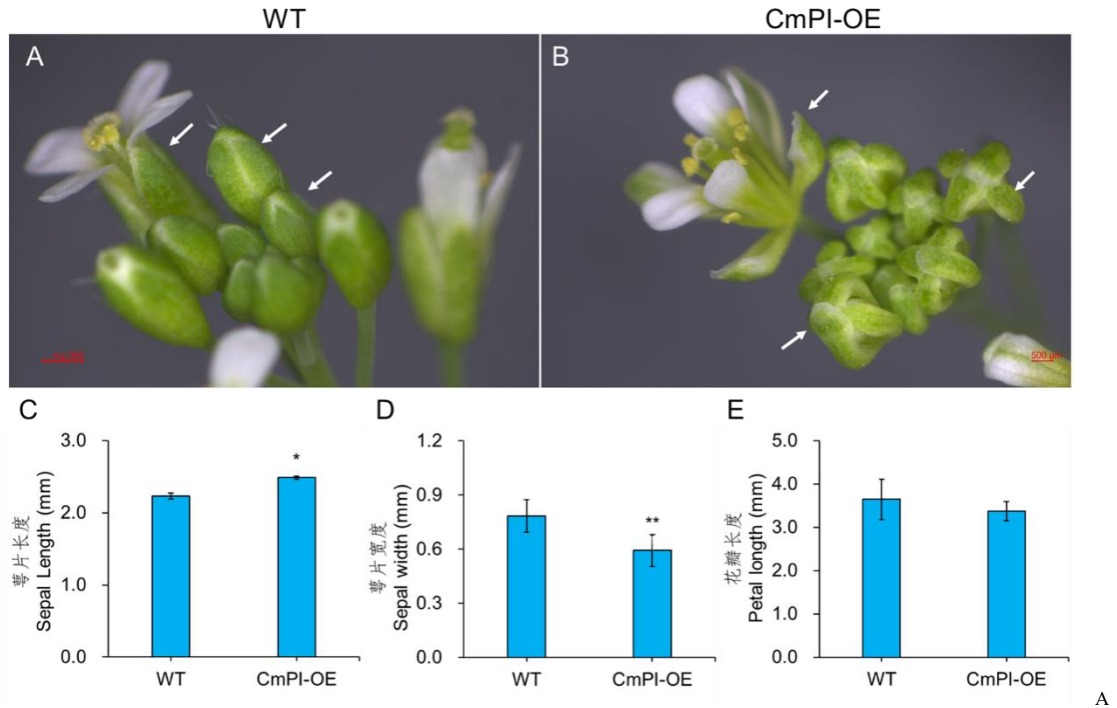 WT
CmPI-OE
A
B
500 μm
C
D
E
3.0
2.0
1.0
0.0
萼片长度
Sepal Length (mm)
*
WT
CmPI-OE
1.2
0.9
0.6
0.3
0.0
萼片宽度
Sepal width (mm)
**
WT
CmPI-OE
5.0
4.0
3.0
2.0
1.0
0.0
花瓣长度
Petal length (mm)
WT
CmPI-OE
A